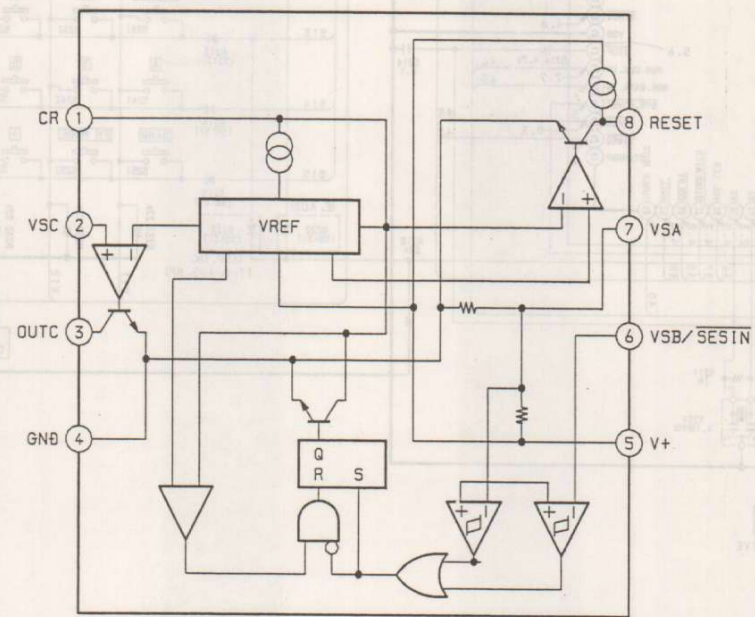 CR 1
8 RESET
VSC 2
+ -
VREF
- +
7 VSA
OUTC 3
6 VSB/SESIN
GND 4
5 V+
Q
R S
+ -
+ -